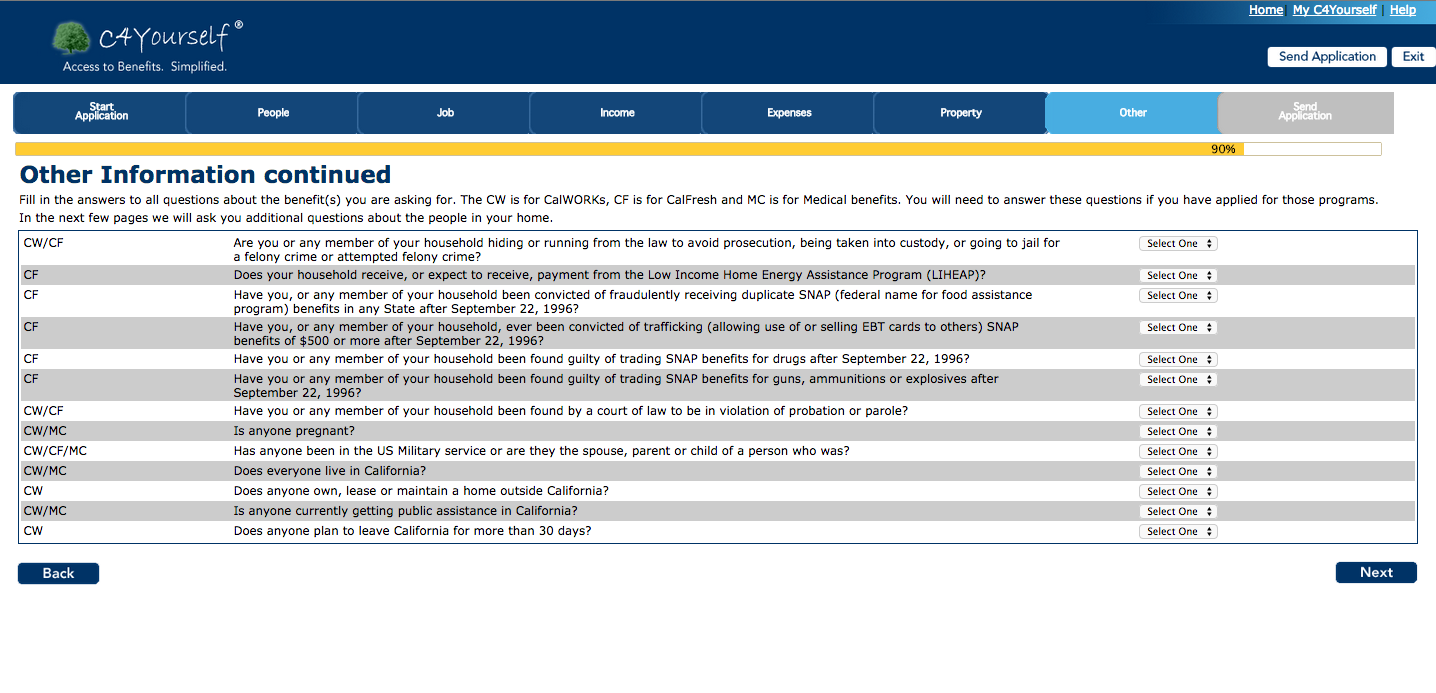 Home | My C4Yourself | Help
C4Yourself®
Access to Benefits. Simplified.
Send Application Exit
Start Application
People
Job
Income
Expenses
Property
Other
Send Application
90%
Other Information continued
Fill in the answers to all questions about the benefit(s) you are asking for. The CW is for CalWORKs, CF is for CalFresh and MC is for Medical benefits. You will need to answer these questions if you have applied for those programs.
In the next few pages we will ask you additional questions about the people in your home.
CW/CF Are you or any member of your household hiding or running from the law to avoid prosecution, being taken into custody, or going to jail for Select One
a felony crime or attempted felony crime?
CF Does your household receive, or expect to receive, payment from the Low Income Home Energy Assistance Program (LIHEAP)? Select One
CF Have you, or any member of your household been convicted of fraudulently receiving duplicate SNAP (federal name for food assistance Select One
program) benefits in any State after September 22, 1996?
CF Have you, or any member of your household, ever been convicted of trafficking (allowing use of or selling EBT cards to others) SNAP Select One
benefits of $500 or more after September 22, 1996?
CF Have you or any member of your household been found guilty of trading SNAP benefits for drugs after September 22, 1996? Select One
CF Have you or any member of your household been found guilty of trading SNAP benefits for guns, ammunitions or explosives after Select One
September 22, 1996?
CW/CF Have you or any member of your household been found by a court of law to be in violation of probation or parole? Select One
CW/MC Is anyone pregnant? Select One
CW/CF/MC Has anyone been in the US Military service or are they the spouse, parent or child of a person who was? Select One
CW/MC Does everyone live in California? Select One
CW Does anyone own, lease or maintain a home outside California? Select One
CW/MC Is anyone currently getting public assistance in California? Select One
CW Does anyone plan to leave California for more than 30 days? Select One
Back Next